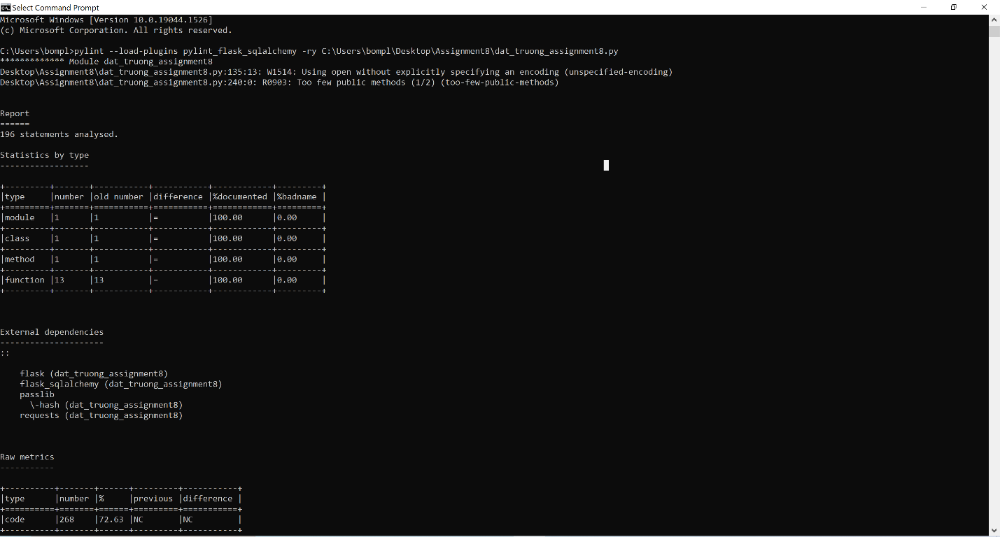 Select Command Prompt
Microsoft Windows [Version 10.0.19044.1526]
(c) Microsoft Corporation. All rights reserved.
C:\Users\bompl>pylint --load-plugins pylint_flask_sqlalchemy -ry C:\Users\bompl\Desktop\Assignment8\dat_truong_assignment8.py
************* Module dat_truong_assignment8
Desktop\Assignment8\dat_truong_assignment8.py:135:13: W1514: Using open without explicitly specifying an encoding (unspecified-encoding)
Desktop\Assignment8\dat_truong_assignment8.py:240:0: R0903: Too few public methods (1/2) (too-few-public-methods)
Report
======
196 statements analysed.
Statistics by type
------------------
+---------+-------+-----------+-----------+------------+---------+
|type     |number |old number |difference |%documented |%badname |
+=========+=======+===========+===========+============+=========+
|module   |1      |1          |=          |100.00      |0.00     |
+---------+-------+-----------+-----------+------------+---------+
|class    |1      |1          |=          |100.00      |0.00     |
+---------+-------+-----------+-----------+------------+---------+
|method   |1      |1          |=          |100.00      |0.00     |
+---------+-------+-----------+-----------+------------+---------+
|function |13     |13         |=          |100.00      |0.00     |
+---------+-------+-----------+-----------+------------+---------+
External dependencies
---------------------
::
    flask (dat_truong_assignment8)
    flask_sqlalchemy (dat_truong_assignment8)
    passlib
      \-hash (dat_truong_assignment8)
    requests (dat_truong_assignment8)
Raw metrics
-----------
+----------+-------+------+---------+-----------+
|type      |number |%     |previous |difference |
+==========+=======+======+=========+===========+
|code      |268    |72.63 |NC       |NC         |
+----------+-------+------+---------+-----------+